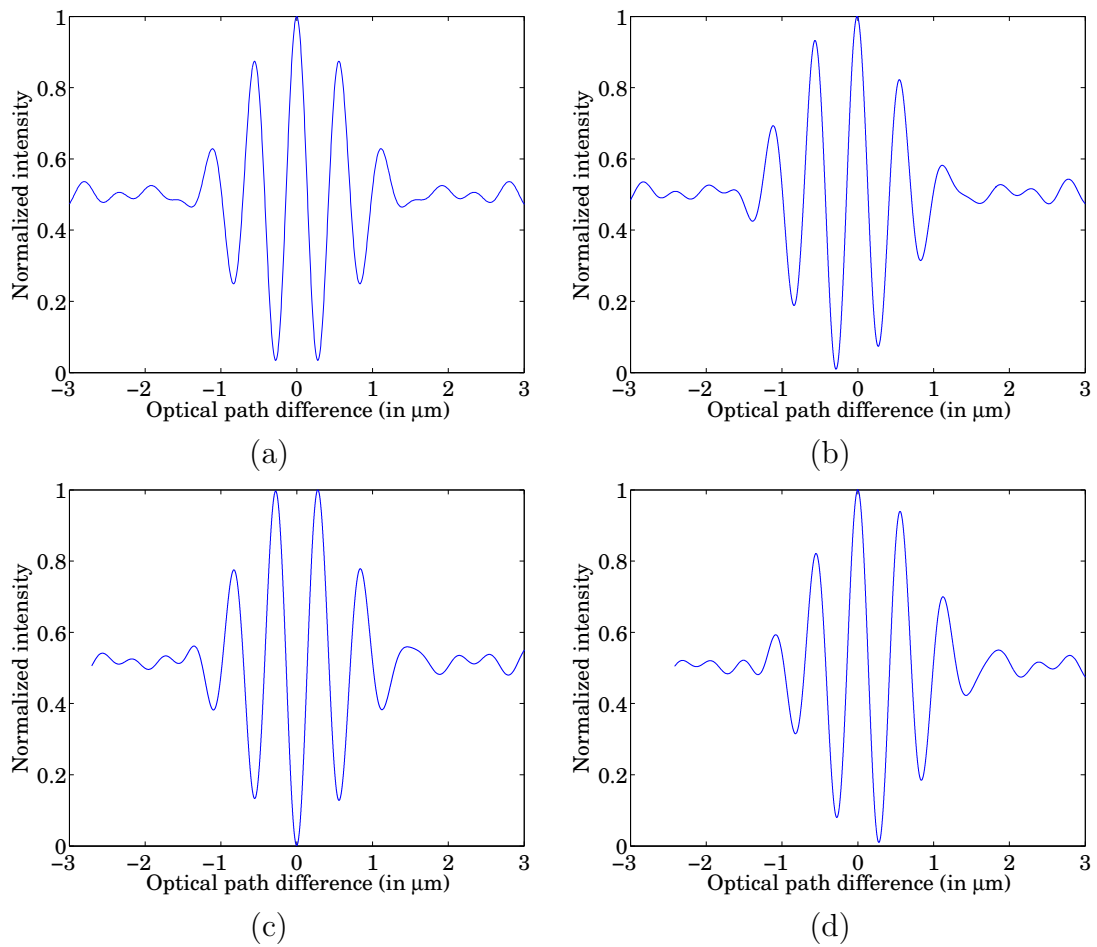 1
0.8
0.6
0.4
0.2
0
Normalized intensity
−3 −2 −1 0 1 2 3
Optical path difference (in μm)
(a)
1
0.8
0.6
0.4
0.2
0
Normalized intensity
−3 −2 −1 0 1 2 3
Optical path difference (in μm)
(b)
1
0.8
0.6
0.4
0.2
0
Normalized intensity
−3 −2 −1 0 1 2 3
Optical path difference (in μm)
(c)
1
0.8
0.6
0.4
0.2
0
Normalized intensity
−3 −2 −1 0 1 2 3
Optical path difference (in μm)
(d)